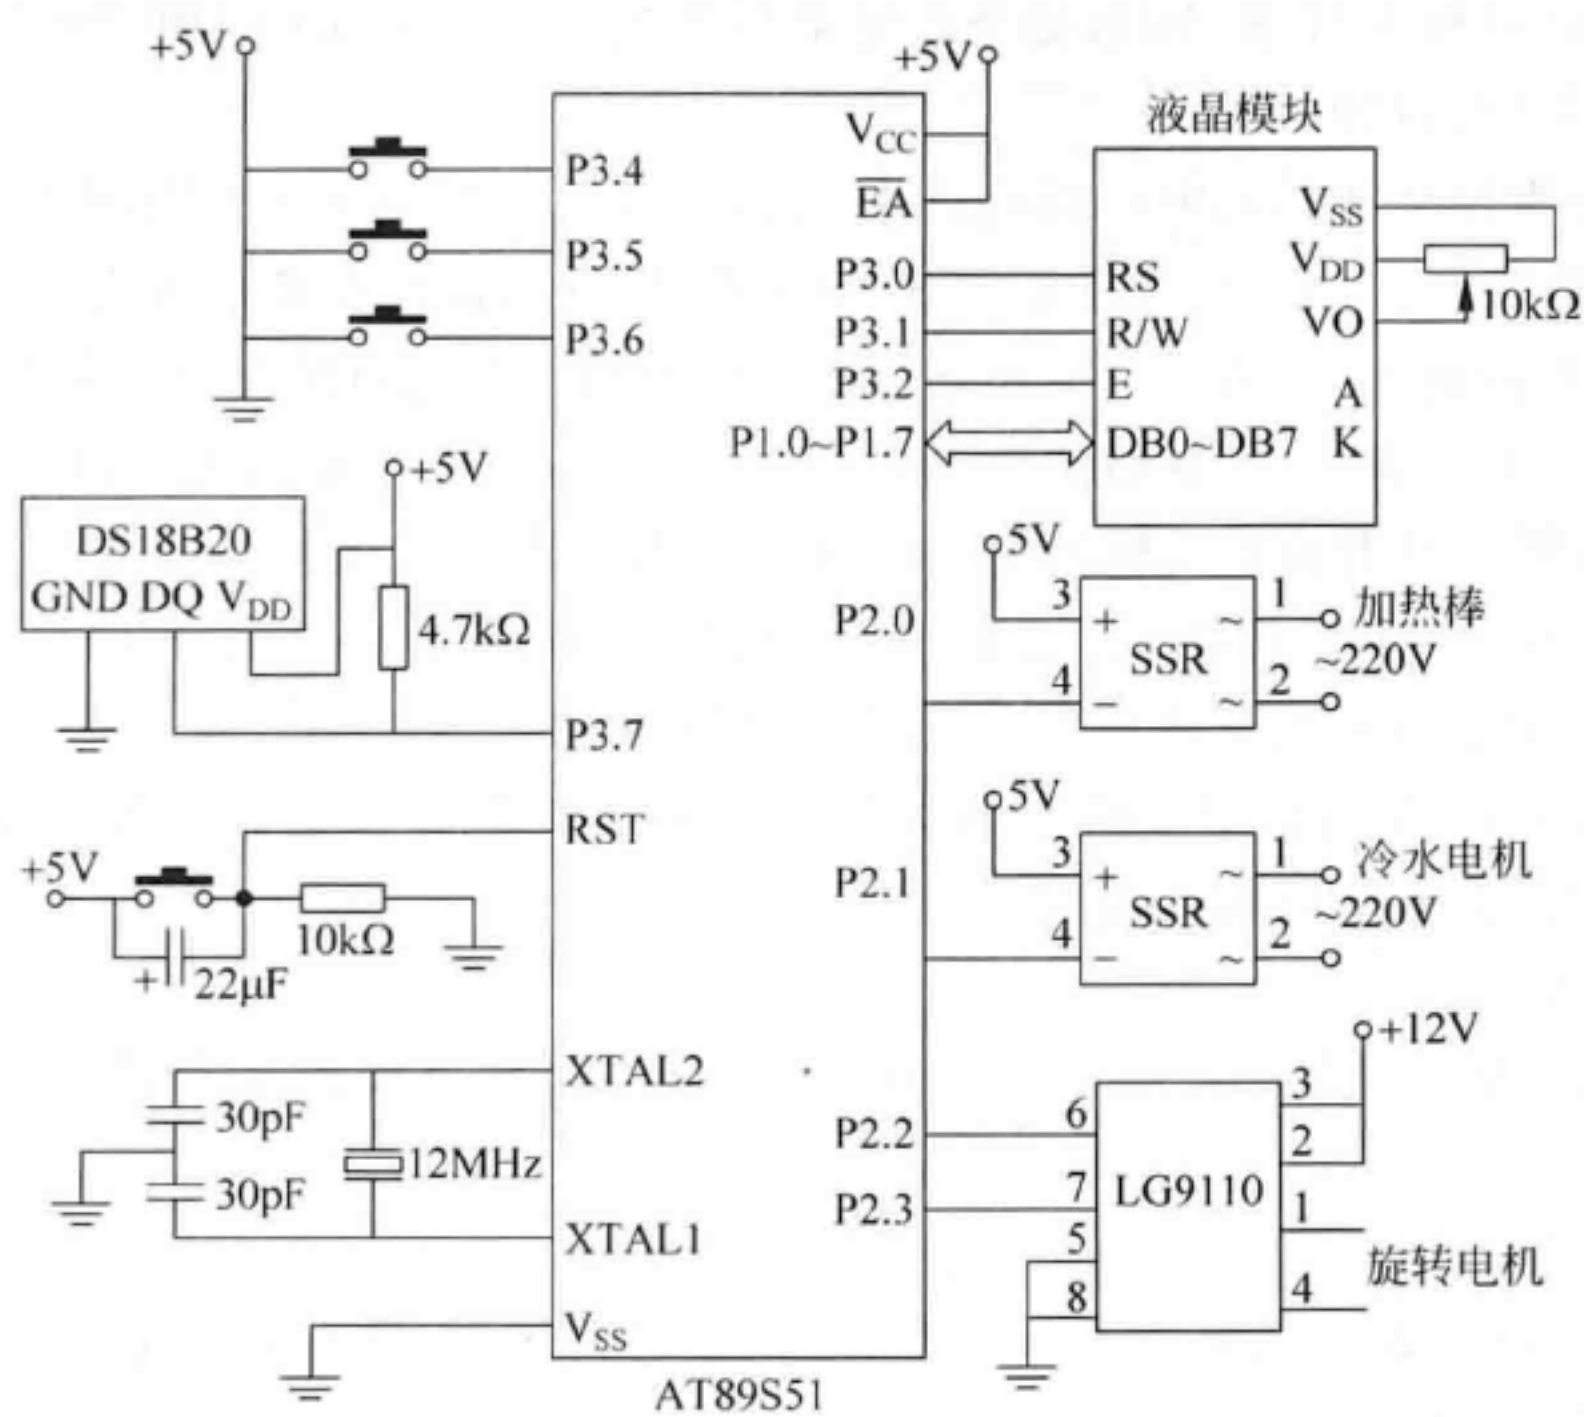 +5V
+5V
液晶模块
VCC
P3.4
EA
VSS
P3.5
P3.0
RS
VDD
10kΩ
P3.6
P3.1
R/W
VO
P3.2
E
A
P1.0~P1.7
DB0~DB7
K
+5V
DS18B20
GND DQ VDD
4.7kΩ
5V
P2.0
3
+
~
1
加热棒
SSR
~220V
4
−
~
2
P3.7
5V
RST
3
+
~
1
冷水电机
+5V
P2.1
SSR
~220V
10kΩ
4
−
~
2
+
22μF
+12V
XTAL2
3
30pF
P2.2
6
2
12MHz
30pF
P2.3
7
LG9110
1
XTAL1
5
旋转电机
8
4
VSS
AT89S51